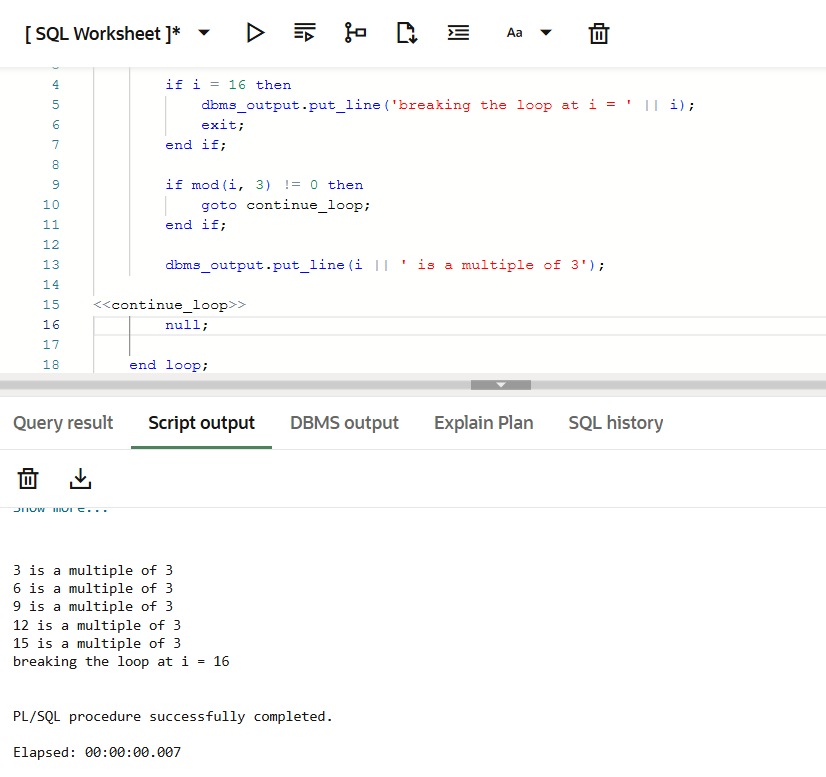 [ SQL Worksheet ]*
Aa
4 if i = 16 then
5 dbms_output.put_line('breaking the loop at i = ' || i);
6 exit;
7 end if;
8
9 if mod(i, 3) != 0 then
10 goto continue_loop;
11 end if;
12
13 dbms_output.put_line(i || ' is a multiple of 3');
14
15 <<continue_loop>>
16 null;
17
18 end loop;
Query result Script output DBMS output Explain Plan SQL history
Show more...
3 is a multiple of 3
6 is a multiple of 3
9 is a multiple of 3
12 is a multiple of 3
15 is a multiple of 3
breaking the loop at i = 16
PL/SQL procedure successfully completed.
Elapsed: 00:00:00.007